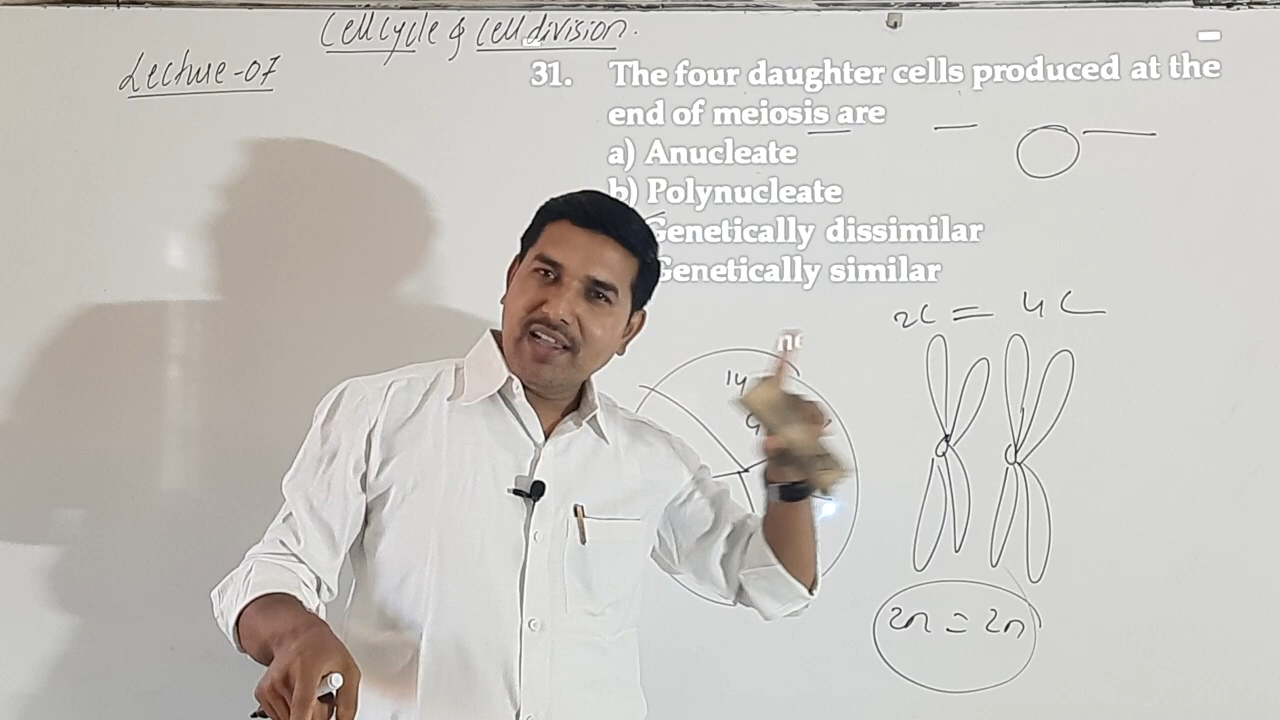 Cell cycle & cell division.
Lecture-07
31. The four daughter cells produced at the
end of meiosis are
a) Anucleate
b) Polynucleate
Genetically dissimilar
Genetically similar
2C = 4C
ne
14
2n = 2n